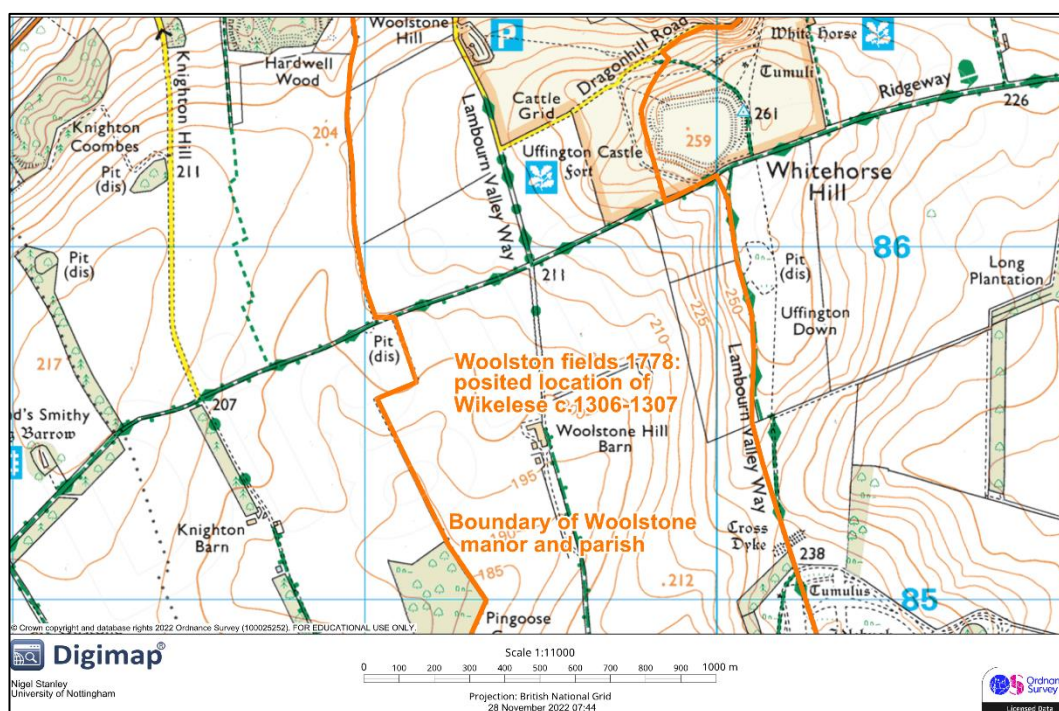 Woolstone
Hill
P
White Horse
Hardwell
Wood
Knighton Hill
Dragonhill Road
Tumuli
Ridgeway
226
204
Lambourn Valley Way
Cattle
Grid
261
Knighton
Coombes
259
Pit
(dis)
211
Uffington Castle
Fort
Whitehorse
Hill
86
Pit
(dis)
211
Pit
(dis)
Long
Plantation
250
225
210
Uffington
Down
Pit
(dis)
217
Woolston fields 1778:
posited location of
Wikelese c.1306-1307
207
Woolstone Hill
Barn
Lambourn Valley Way
d's Smithy
Barrow
195
Knighton
Barn
Boundary of Woolstone
manor and parish
190
Cross
Dyke
238
185
212
Tumulus
85
Pingoose
© Crown copyright and database rights 2022 Ordnance Survey (100025252). FOR EDUCATIONAL USE ONLY.
Digimap®
Nigel Stanley
University of Nottingham
Scale 1:11000
0 100 200 300 400 500 600 700 800 900 1000 m
Projection: British National Grid
28 November 2022 07:44
Ordnan
Survey
Licensed Data